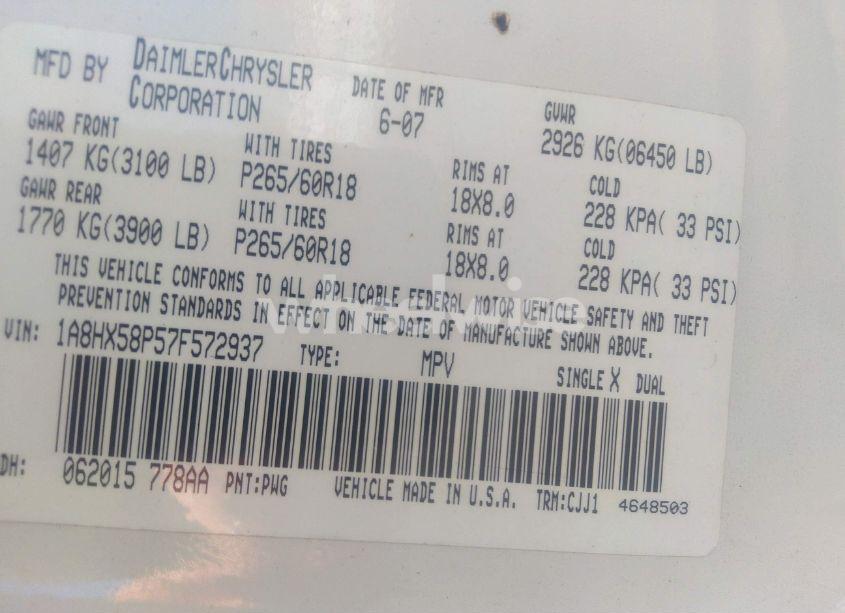 MFD BY DAIMLERCHRYSLER CORPORATION DATE OF MFR 6-07 GVWR 2926 KG(06450 LB)
GAWR FRONT WITH TIRES RIMS AT COLD
1407 KG(3100 LB) P265/60R18 18X8.0 228 KPA( 33 PSI)
GAWR REAR WITH TIRES RIMS AT COLD
1770 KG(3900 LB) P265/60R18 18X8.0 228 KPA( 33 PSI)
THIS VEHICLE CONFORMS TO ALL APPLICABLE FEDERAL MOTOR VEHICLE SAFETY AND THEFT
PREVENTION STANDARDS IN EFFECT ON THE DATE OF MANUFACTURE SHOWN ABOVE.
VIN: 1A8HX58P57F572937 TYPE: MPV SINGLE X DUAL
DH: 062015 778AA PNT:PWG VEHICLE MADE IN U.S.A. TRM:CJJ1 4648503